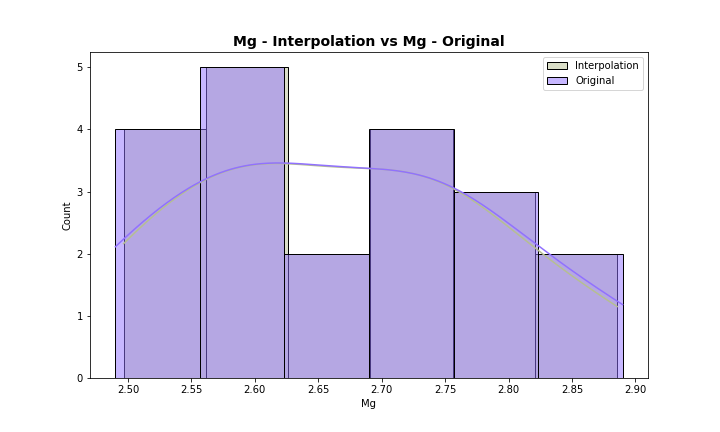 Mg - Interpolation vs Mg - Original
Interpolation
Original
5
4
3
2
1
0
Count
2.50 2.55 2.60 2.65 2.70 2.75 2.80 2.85 2.90
Mg